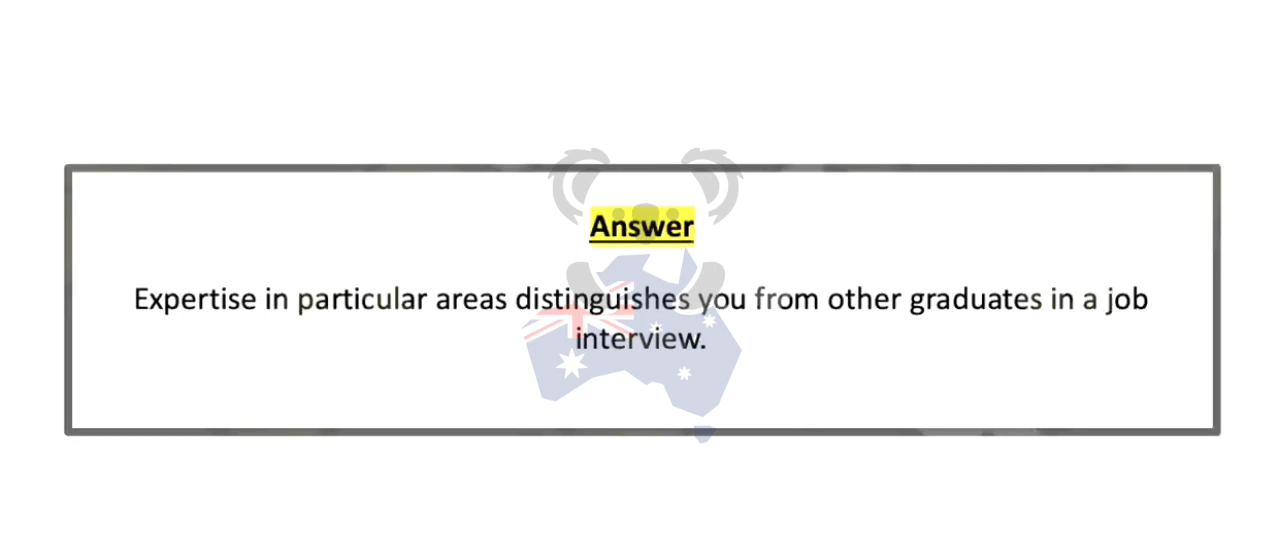 Answer
Expertise in particular areas distinguishes you from other graduates in a job
interview.